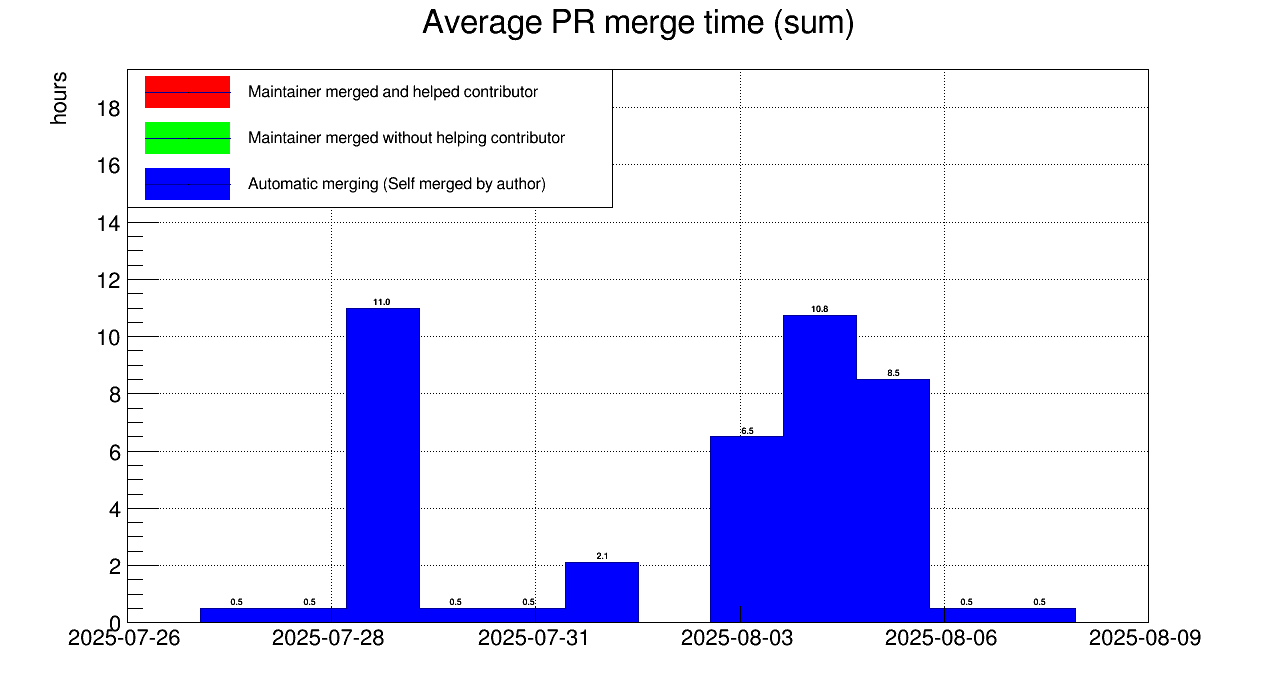 Average PR merge time (sum)
hours
Maintainer merged and helped contributor
Maintainer merged without helping contributor
Automatic merging (Self merged by author)
18
16
14
12
10
8
6
4
2
0
11.0
10.8
8.5
6.5
2.1
0.5 0.5 0.5 0.5 0.5 0.5
2025-07-26 2025-07-28 2025-07-31 2025-08-03 2025-08-06 2025-08-09